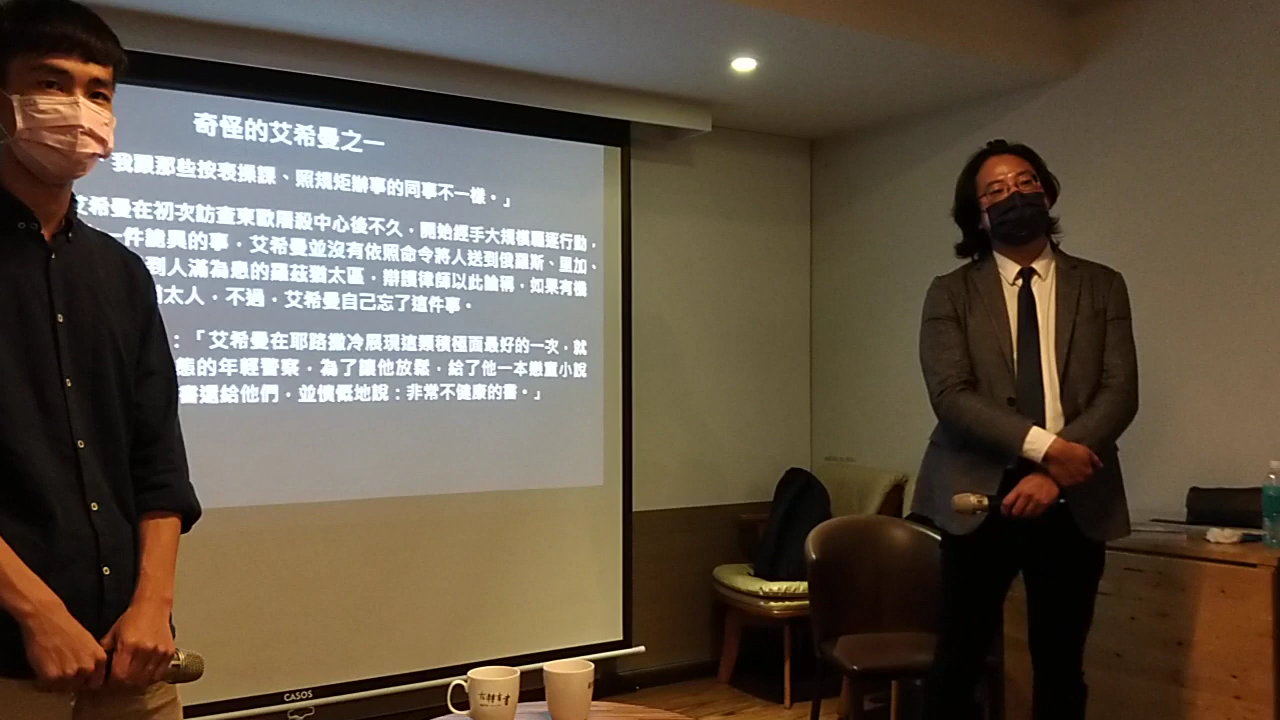 奇怪的艾希曼之一
我跟那些按表操課、照規矩辦事的同事不一樣。」
艾希曼在初次訪查東歐屠殺中心後不久，開始經手大規模驅逐行動，
一件詭異的事，艾希曼並沒有依照命令將人送到俄羅斯、里加、
到人滿為患的羅茲猶太區，辯護律師以此論稱，如果有機
猶太人，不過，艾希曼自己忘了這件事。
：「艾希曼在耶路撒冷展現這類積極面最好的一次，就
態的年輕警察，為了讓他放鬆，給了他一本戀童小說
書還給他們，並憤慨地說：非常不健康的書。」
CASOS